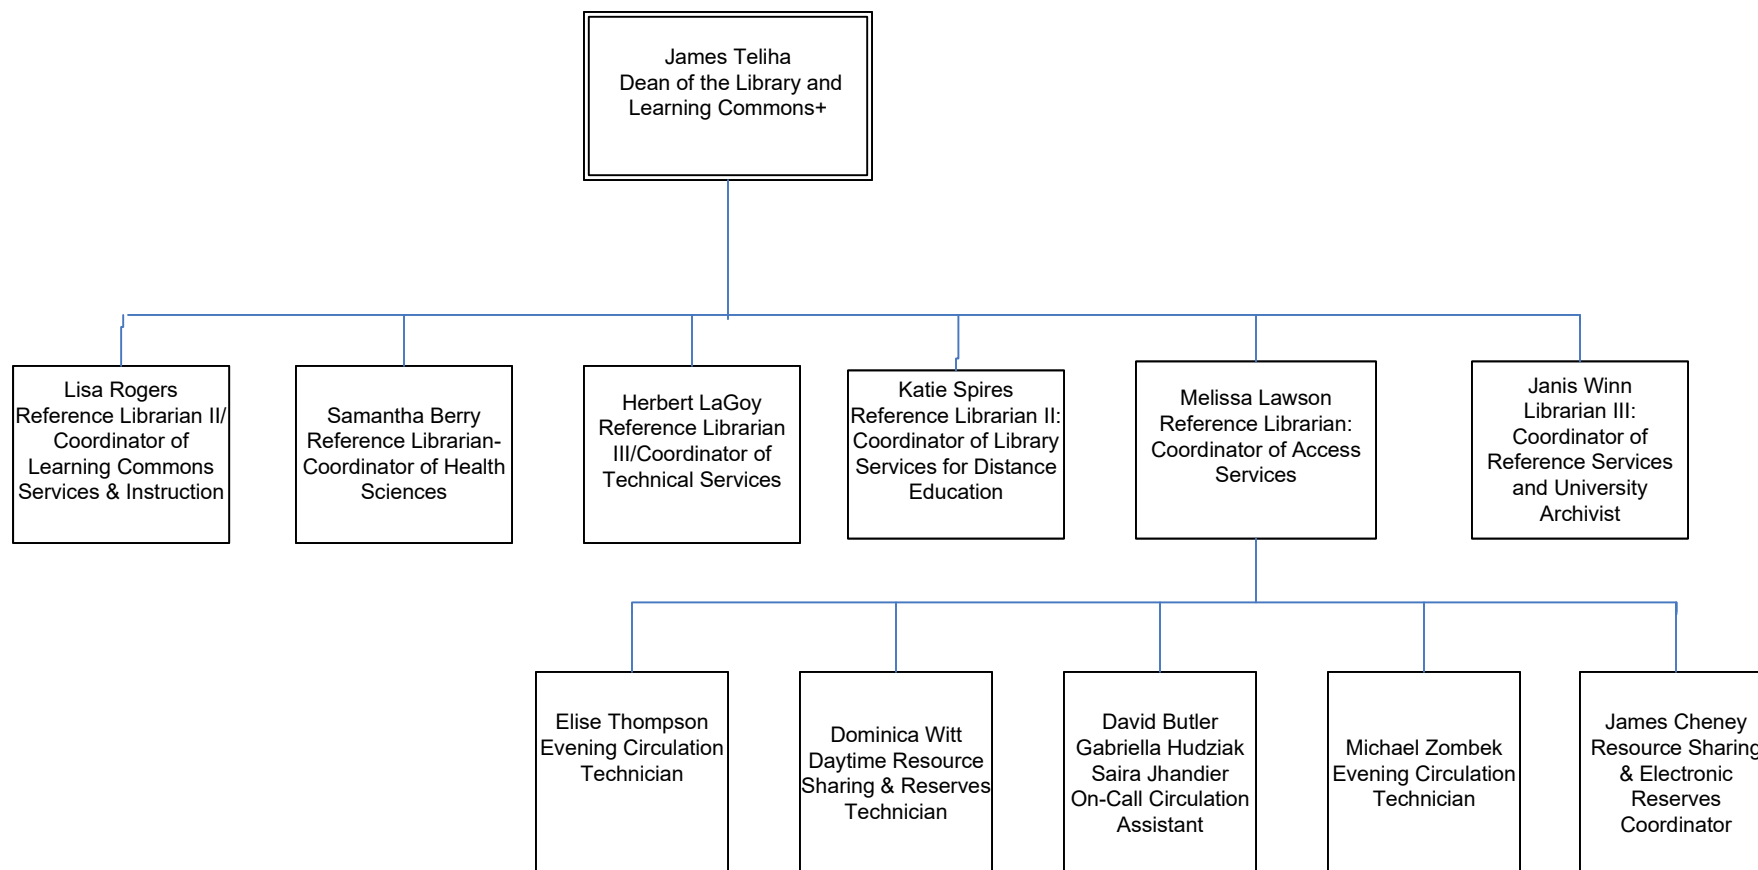 James Teliha
Dean of the Library and
Learning Commons+
Lisa Rogers
Reference Librarian II/
Coordinator of
Learning Commons
Services & Instruction
Samantha Berry
Reference Librarian-
Coordinator of Health
Sciences
Herbert LaGoy
Reference Librarian
III/Coordinator of
Technical Services
Katie Spires
Reference Librarian II:
Coordinator of Library
Services for Distance
Education
Melissa Lawson
Reference Librarian:
Coordinator of Access
Services
Janis Winn
Librarian III:
Coordinator of
Reference Services
and University
Archivist
Elise Thompson
Evening Circulation
Technician
Dominica Witt
Daytime Resource
Sharing & Reserves
Technician
David Butler
Gabriella Hudziak
Saira Jhandier
On-Call Circulation
Assistant
Michael Zombek
Evening Circulation
Technician
James Cheney
Resource Sharing
& Electronic
Reserves
Coordinator